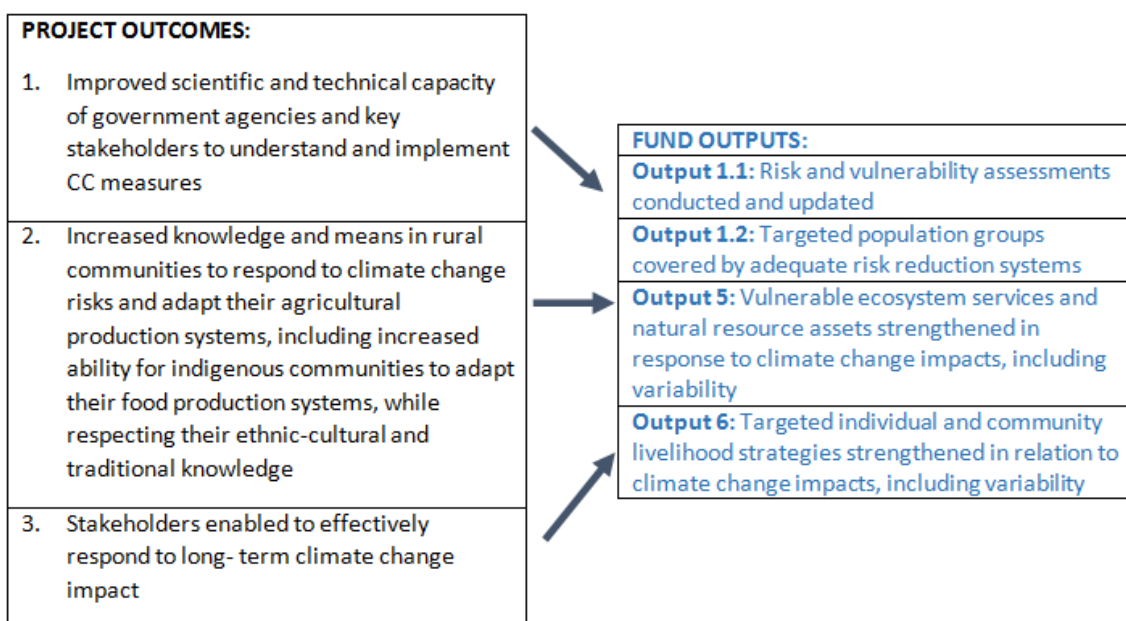 PROJECT OUTCOMES:
1. Improved scientific and technical capacity
of government agencies and key
stakeholders to understand and implement
CC measures
2. Increased knowledge and means in rural
communities to respond to climate change
risks and adapt their agricultural
production systems, including increased
ability for indigenous communities to adapt
their food production systems, while
respecting their ethnic-cultural and
traditional knowledge
3. Stakeholders enabled to effectively
respond to long- term climate change
impact
FUND OUTPUTS:
Output 1.1: Risk and vulnerability assessments
conducted and updated
Output 1.2: Targeted population groups
covered by adequate risk reduction systems
Output 5: Vulnerable ecosystem services and
natural resource assets strengthened in
response to climate change impacts, including
variability
Output 6: Targeted individual and community
livelihood strategies strengthened in relation to
climate change impacts, including variability